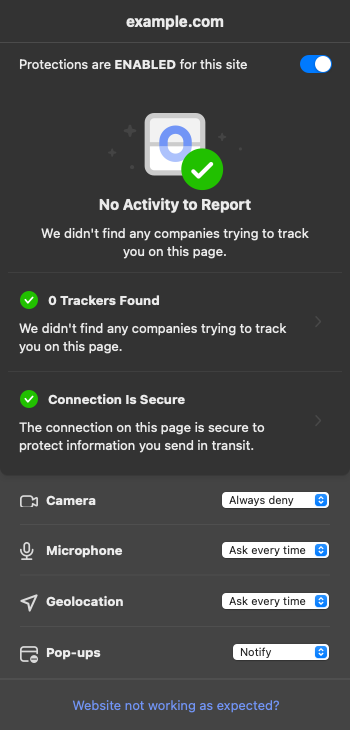 example.com
Protections are ENABLED for this site
0
No Activity to Report
We didn't find any companies trying to track
you on this page.
0 Trackers Found
We didn't find any companies trying to track
you on this page.
Connection Is Secure
The connection on this page is secure to
protect information you send in transit.
Camera Always deny
Microphone Ask every time
Geolocation Ask every time
Pop-ups Notify
Website not working as expected?